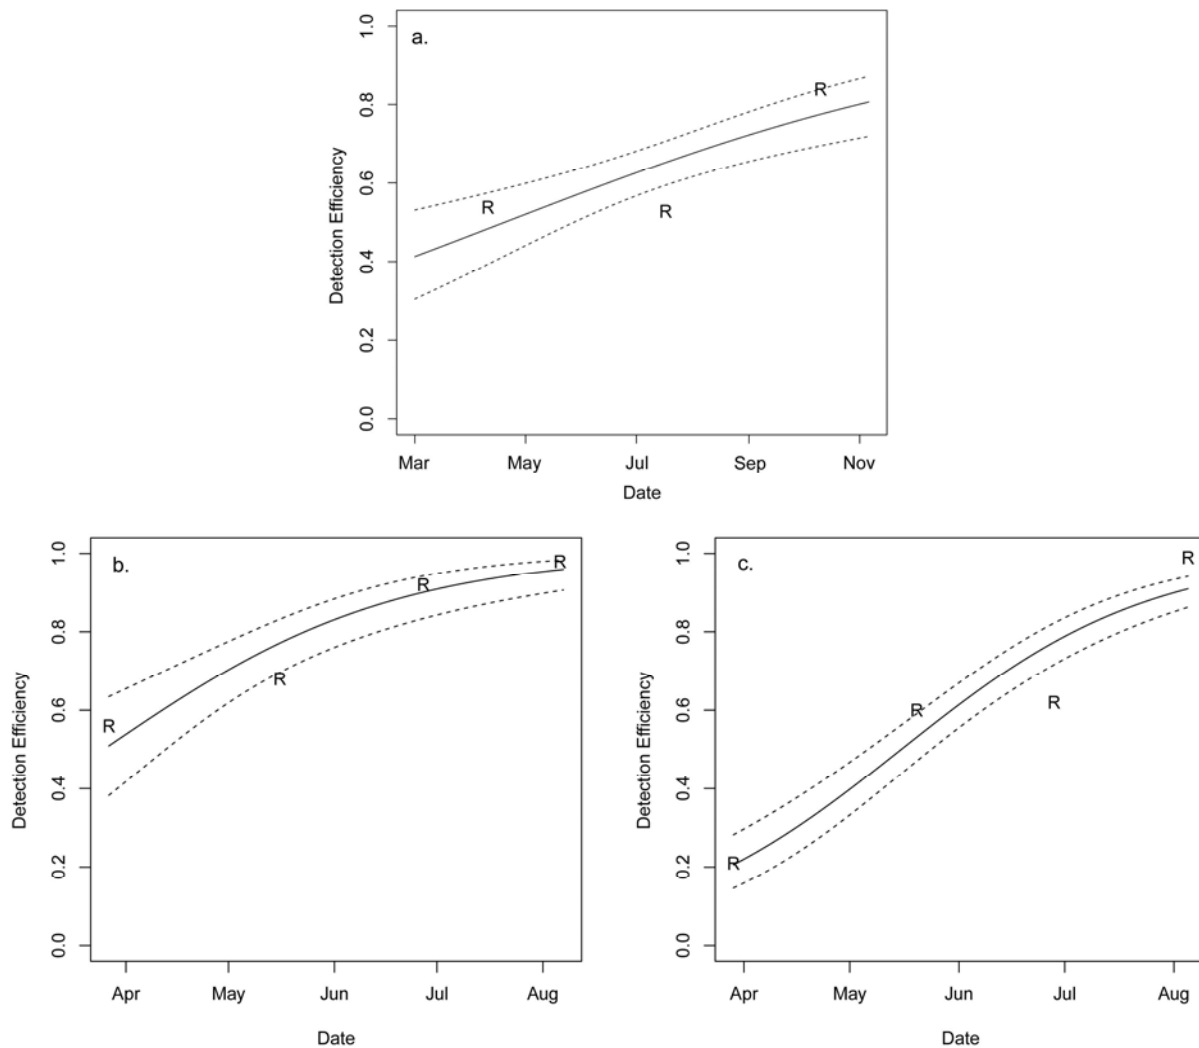 a.
Detection Efficiency
1.0
0.8
0.6
0.4
0.2
0.0
R
R
R
Mar May Jul Sep Nov
Date
b.
Detection Efficiency
1.0
0.8
0.6
0.4
0.2
0.0
R
R
R
R
Apr May Jun Jul Aug
Date
c.
Detection Efficiency
1.0
0.8
0.6
0.4
0.2
0.0
R
R
R
R
Apr May Jun Jul Aug
Date